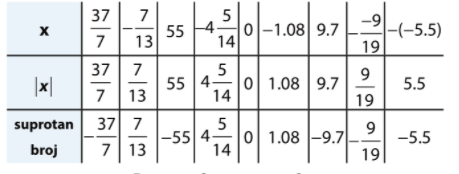 x 37/7 -7/13 55 -4 5/14 0 -1.08 9.7 - -9/19 -(-5.5)
|x| 37/7 7/13 55 4 5/14 0 1.08 9.7 9/19 5.5
suprotan broj -37/7 7/13 -55 4 5/14 0 1.08 -9.7 -9/19 -5.5